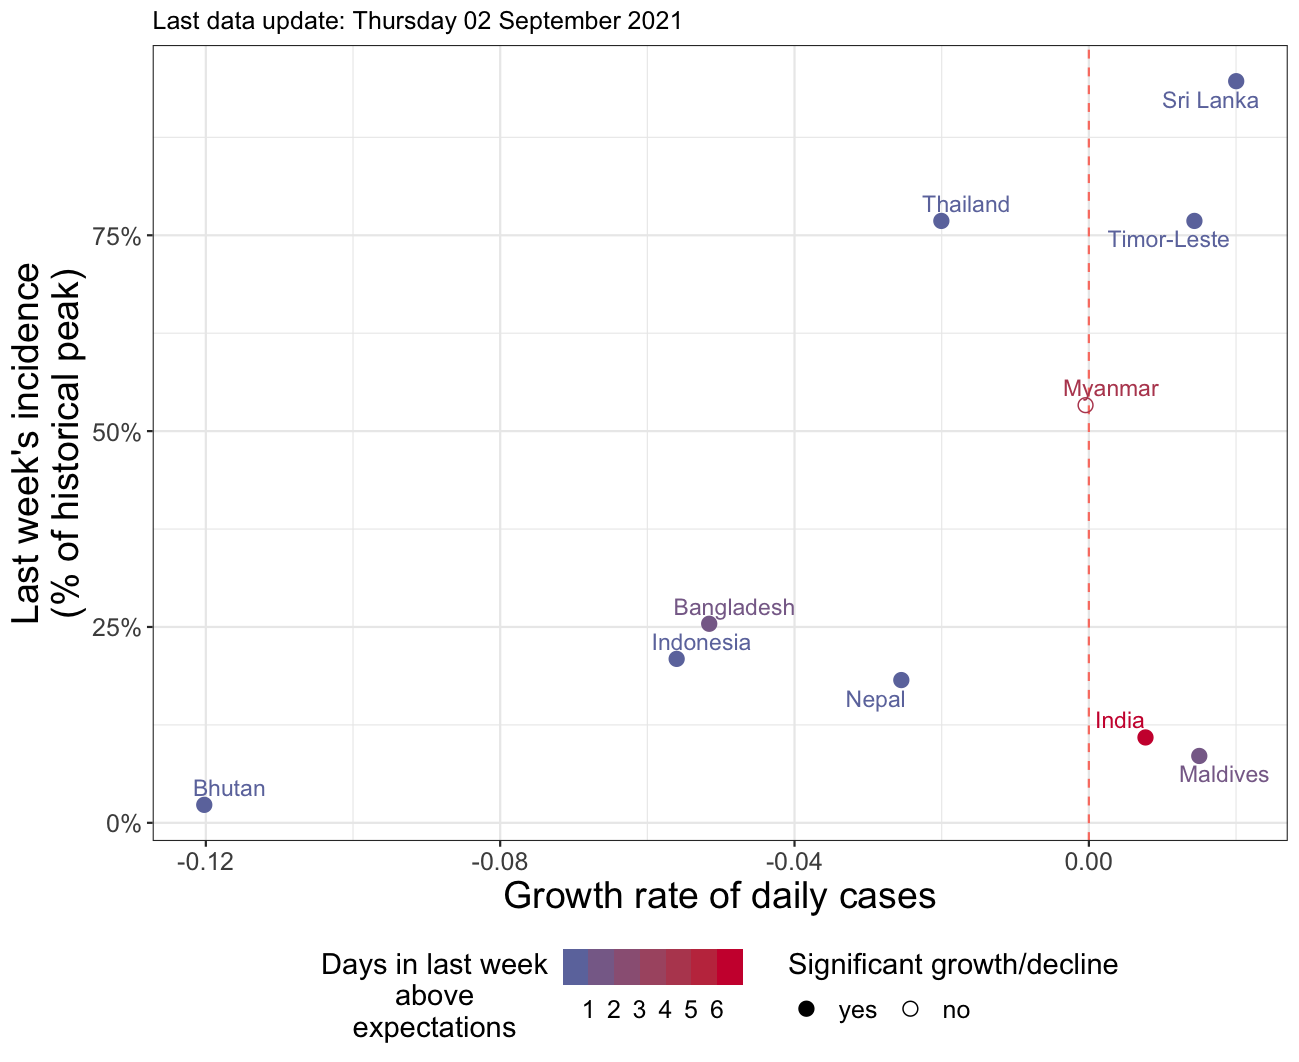 Last data update: Thursday 02 September 2021
Last week's incidence
(% of historical peak)
75%
50%
25%
0%
Sri Lanka
Thailand
Timor-Leste
Myanmar
Bangladesh
Indonesia
Nepal
India
Maldives
Bhutan
-0.12 -0.08 -0.04 0.00
Growth rate of daily cases
Days in last week
above
expectations
1 2 3 4 5 6
Significant growth/decline
yes no